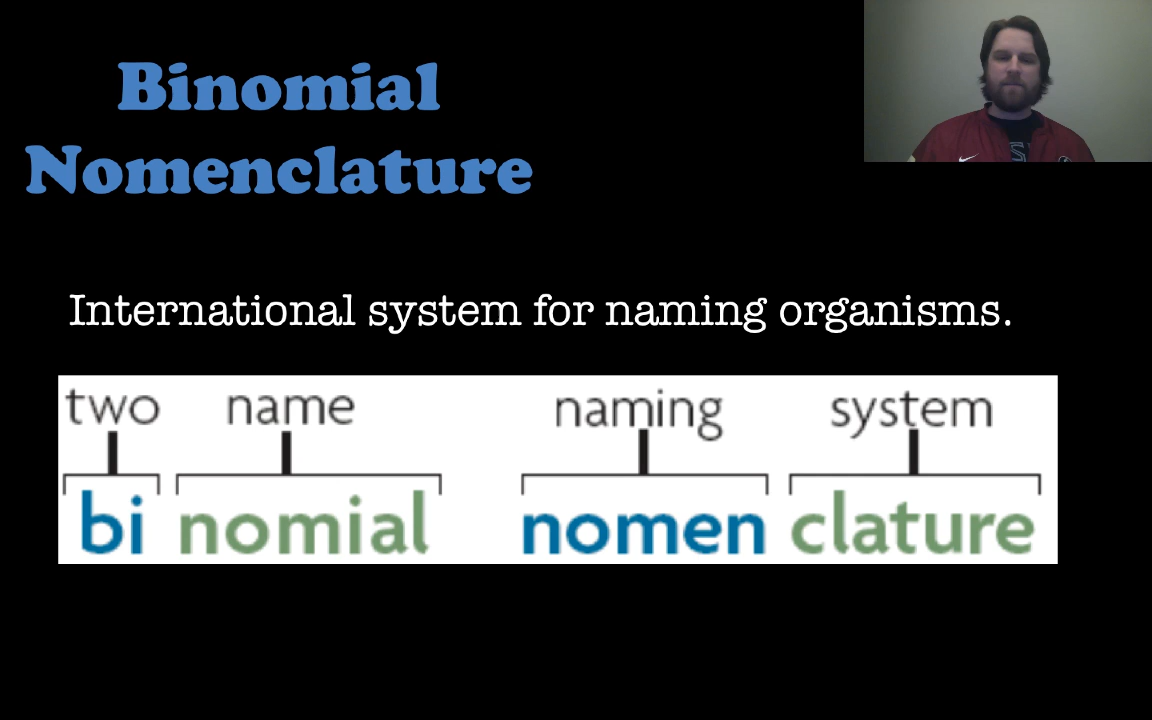 Binomial
Nomenclature
International system for naming organisms.
two name naming system
bi nomial nomen clature